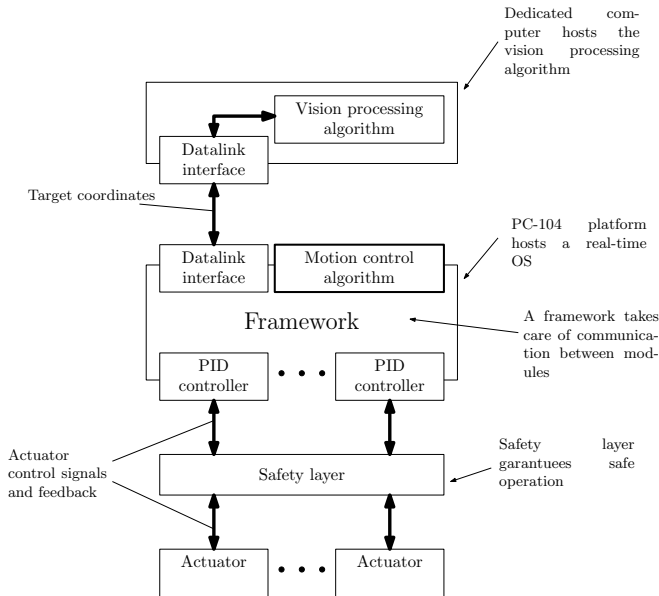 Dedicated com-
puter hosts the
vision processing
algorithm
Vision processing
algorithm
Datalink
interface
Target coordinates
Datalink
interface
Motion control
algorithm
PC-104 platform
hosts a real-time
OS
Framework
A framework takes
care of communica-
tion between mod-
ules
PID
controller
PID
controller
Actuator
control signals
and feedback
Safety layer
Safety layer
garantuees safe
operation
Actuator
Actuator